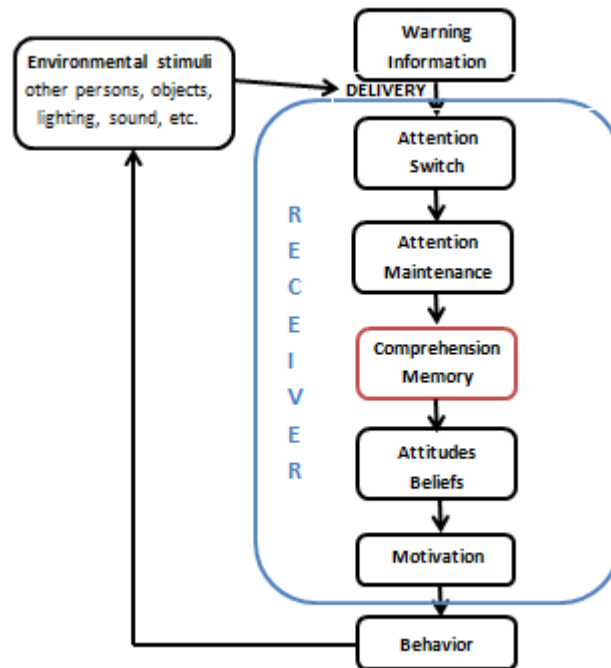 Warning
Information
Environmental stimuli
other persons, objects,
lighting, sound, etc.
DELIVERY
Attention
Switch
R
E
C
E
I
V
E
R
Attention
Maintenance
Comprehension
Memory
Attitudes
Beliefs
Motivation
Behavior